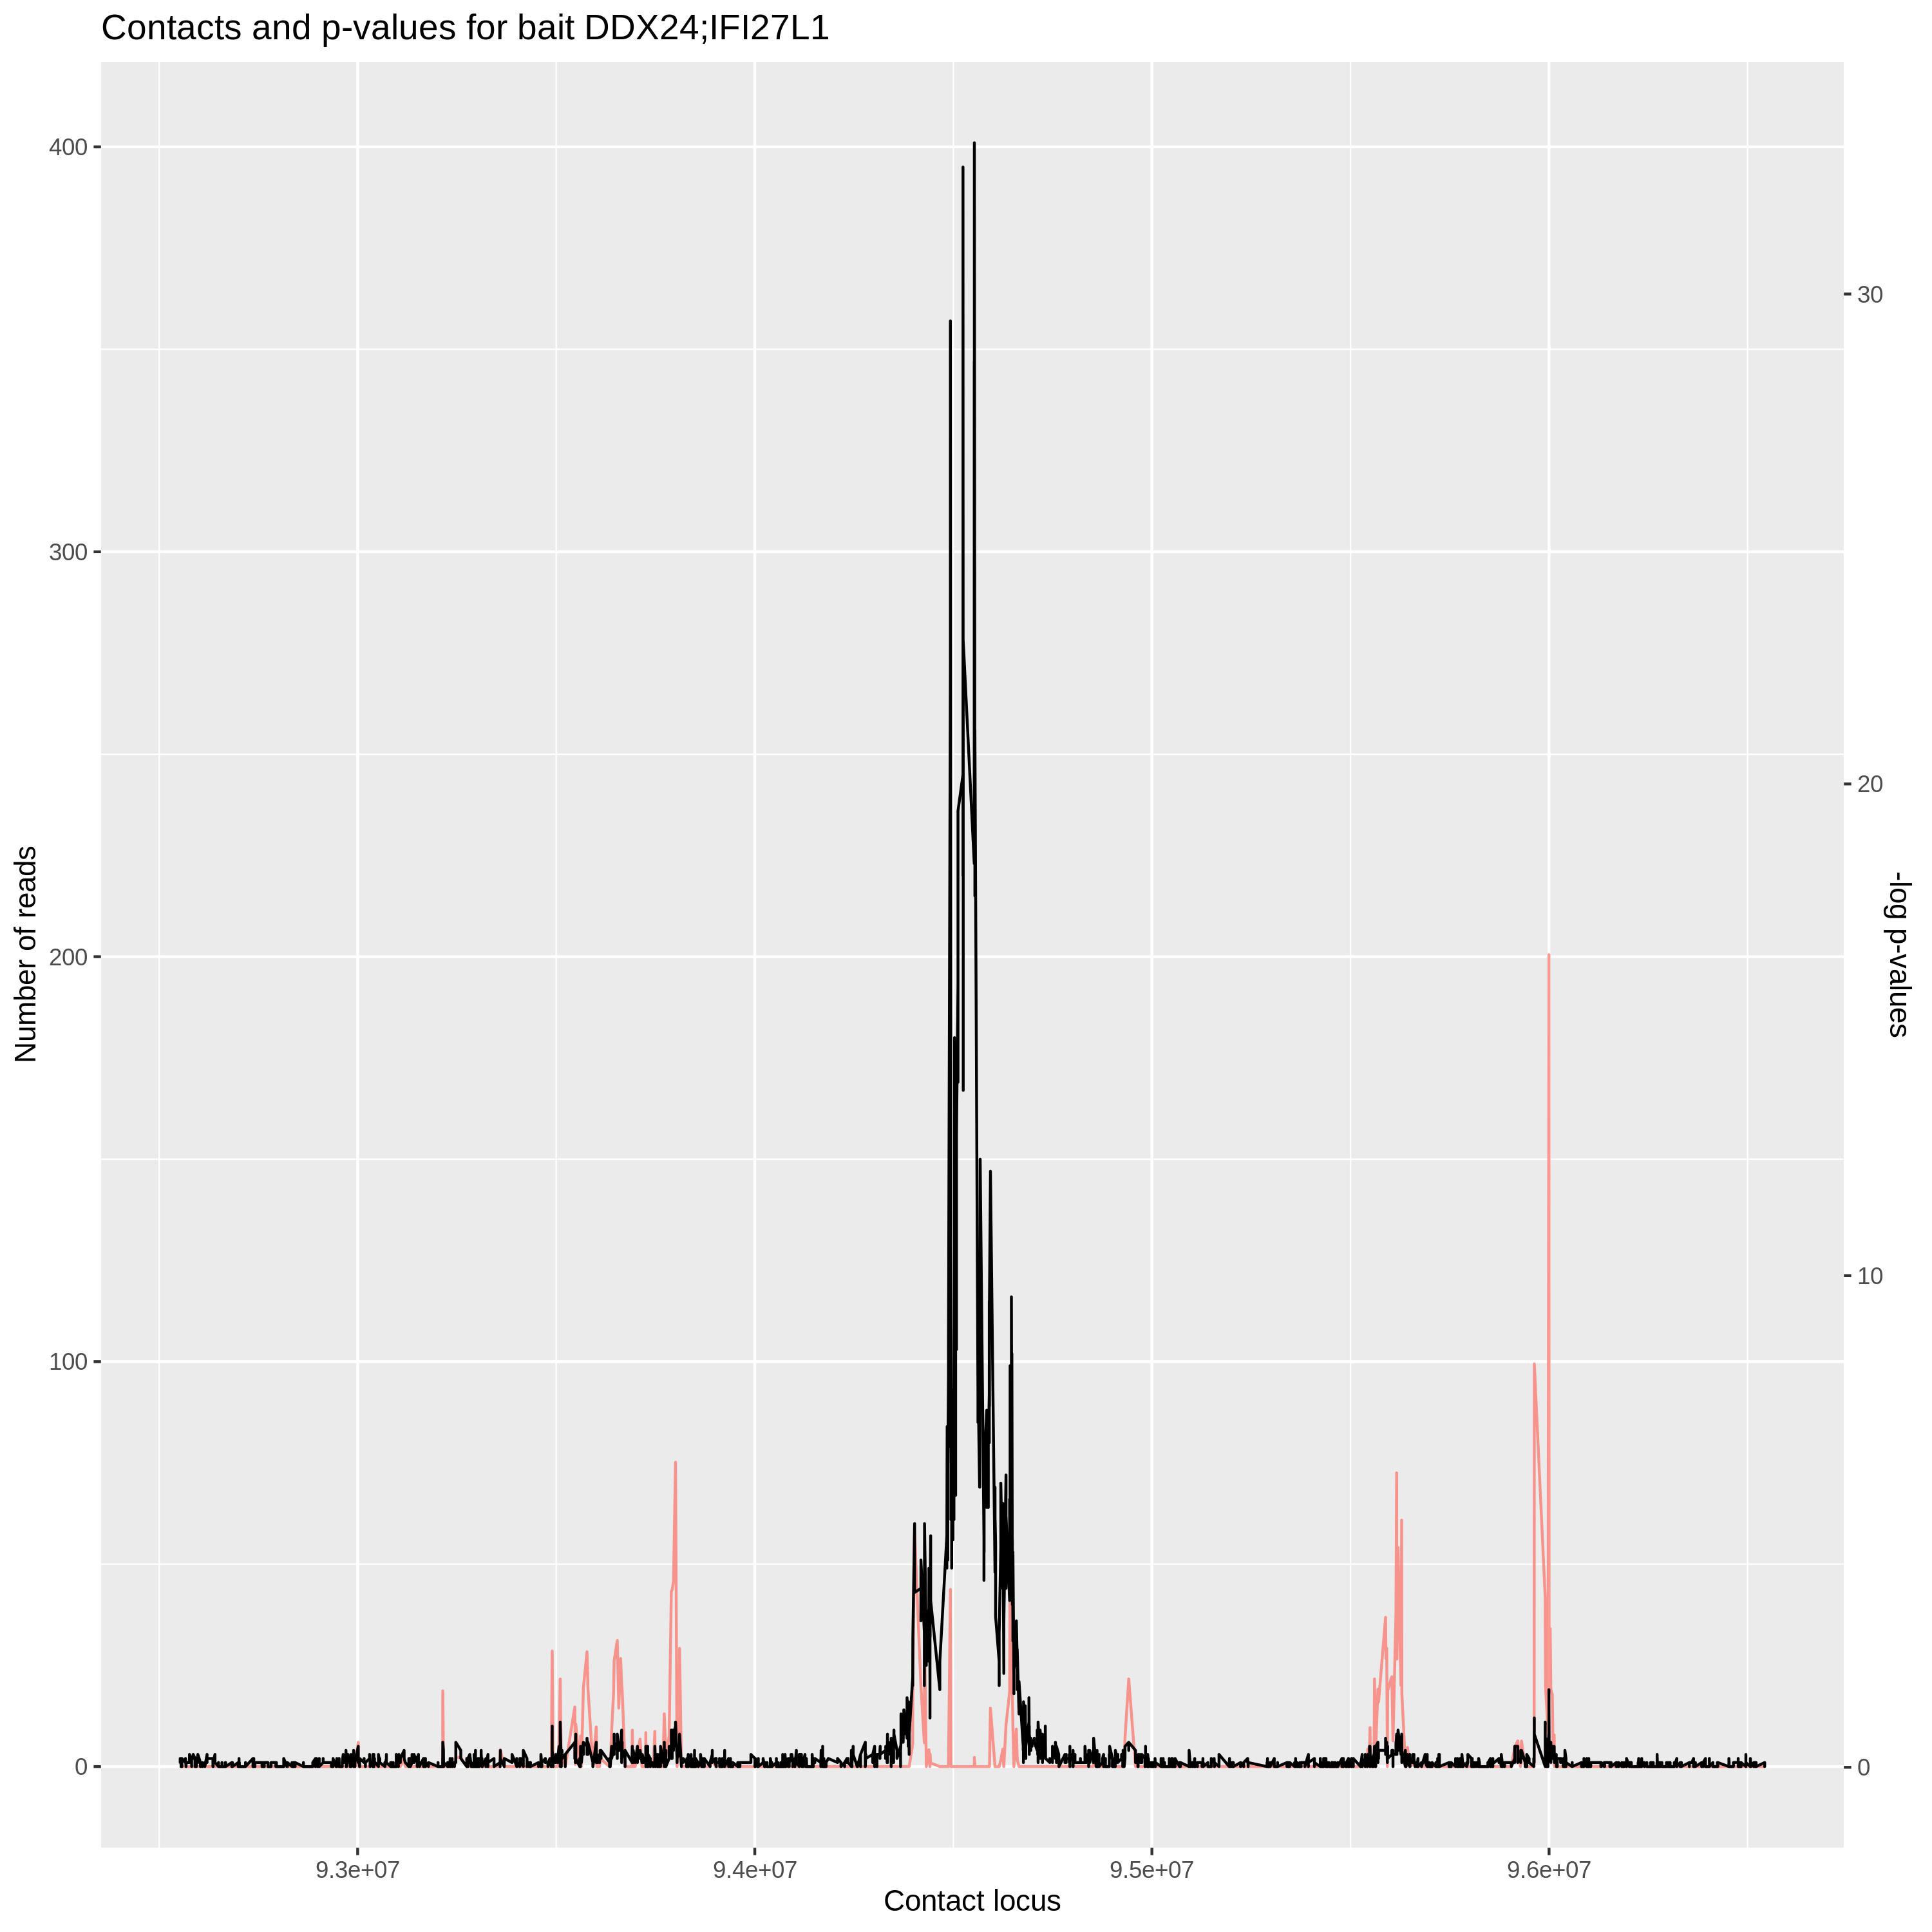 Contacts and p-values for bait DDX24;IFI27L1
400
300
200
100
0
Number of reads
30
20
10
0
-log p-values
9.3e+07
9.4e+07
9.5e+07
9.6e+07
Contact locus